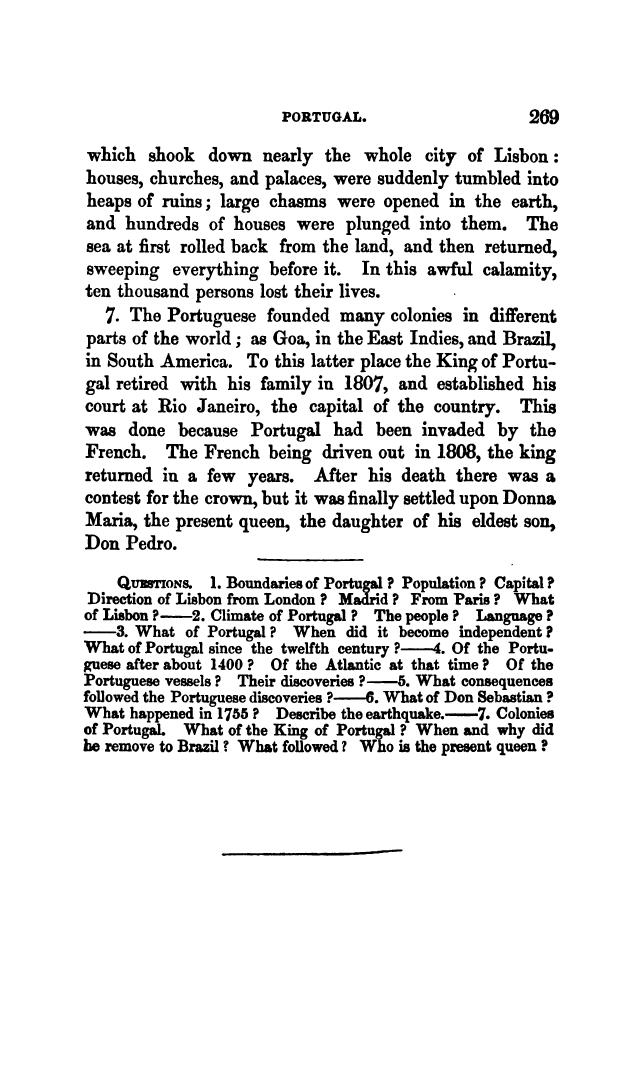 PORTUGAL. 269
which shook down nearly the whole city of Lisbon :
houses, churches, and palaces, were suddenly tumbled into
heaps of ruins; large chasms were opened in the earth,
and hundreds of houses were plunged into them. The
sea at first rolled back from the land, and then returned,
sweeping everything before it. In this awful calamity,
ten thousand persons lost their lives.
7. The Portuguese founded many colonies in different
parts of the world; as Goa, in the East Indies, and Brazil,
in South America. To this latter place the King of Portu-
gal retired with his family in 1807, and established his
court at Rio Janeiro, the capital of the country. This
was done because Portugal had been invaded by the
French. The French being driven out in 1808, the king
returned in a few years. After his death there was a
contest for the crown, but it was finally settled upon Donna
Maria, the present queen, the daughter of his eldest son,
Don Pedro.
QUESTIONS. 1. Boundaries of Portugal ? Population ? Capital ?
Direction of Lisbon from London ? Madrid ? From Paris ? What
of Lisbon ?——2. Climate of Portugal ? The people ? Language ?
——3. What of Portugal ? When did it become independent ?
What of Portugal since the twelfth century ?——4. Of the Portu-
guese after about 1400 ? Of the Atlantic at that time ? Of the
Portuguese vessels ? Their discoveries ?——5. What consequences
followed the Portuguese discoveries ?——6. What of Don Sebastian ?
What happened in 1755 ? Describe the earthquake.——7. Colonies
of Portugal. What of the King of Portugal ? When and why did
he remove to Brazil ? What followed ? Who is the present queen ?